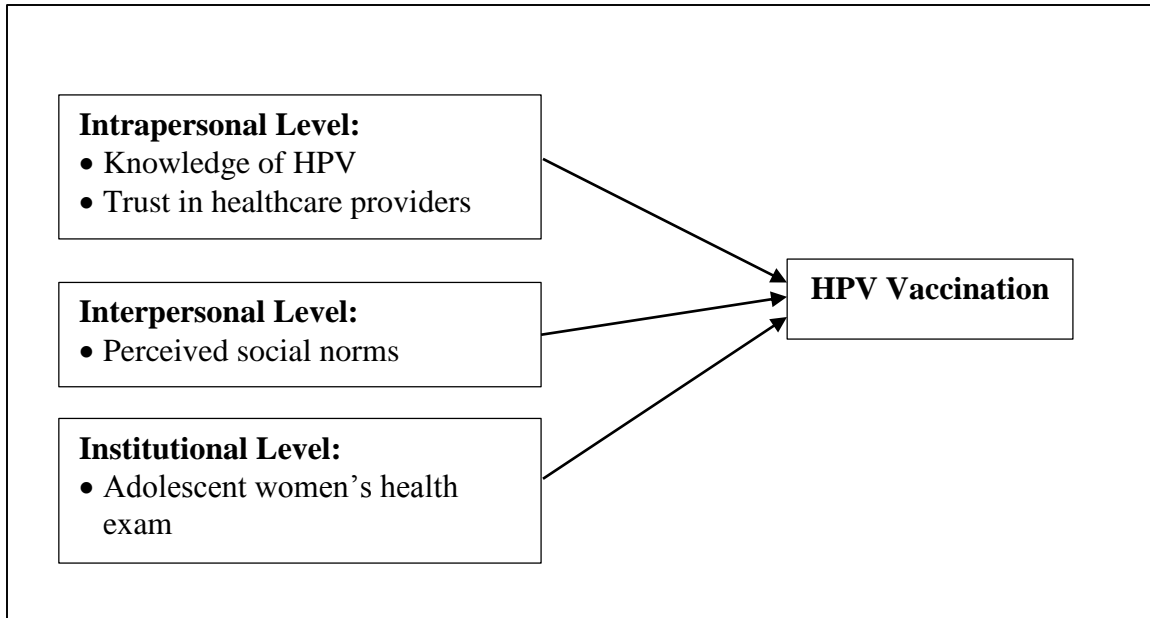 Intrapersonal Level:
• Knowledge of HPV
• Trust in healthcare providers
Interpersonal Level:
• Perceived social norms
Institutional Level:
• Adolescent women’s health
exam
HPV Vaccination